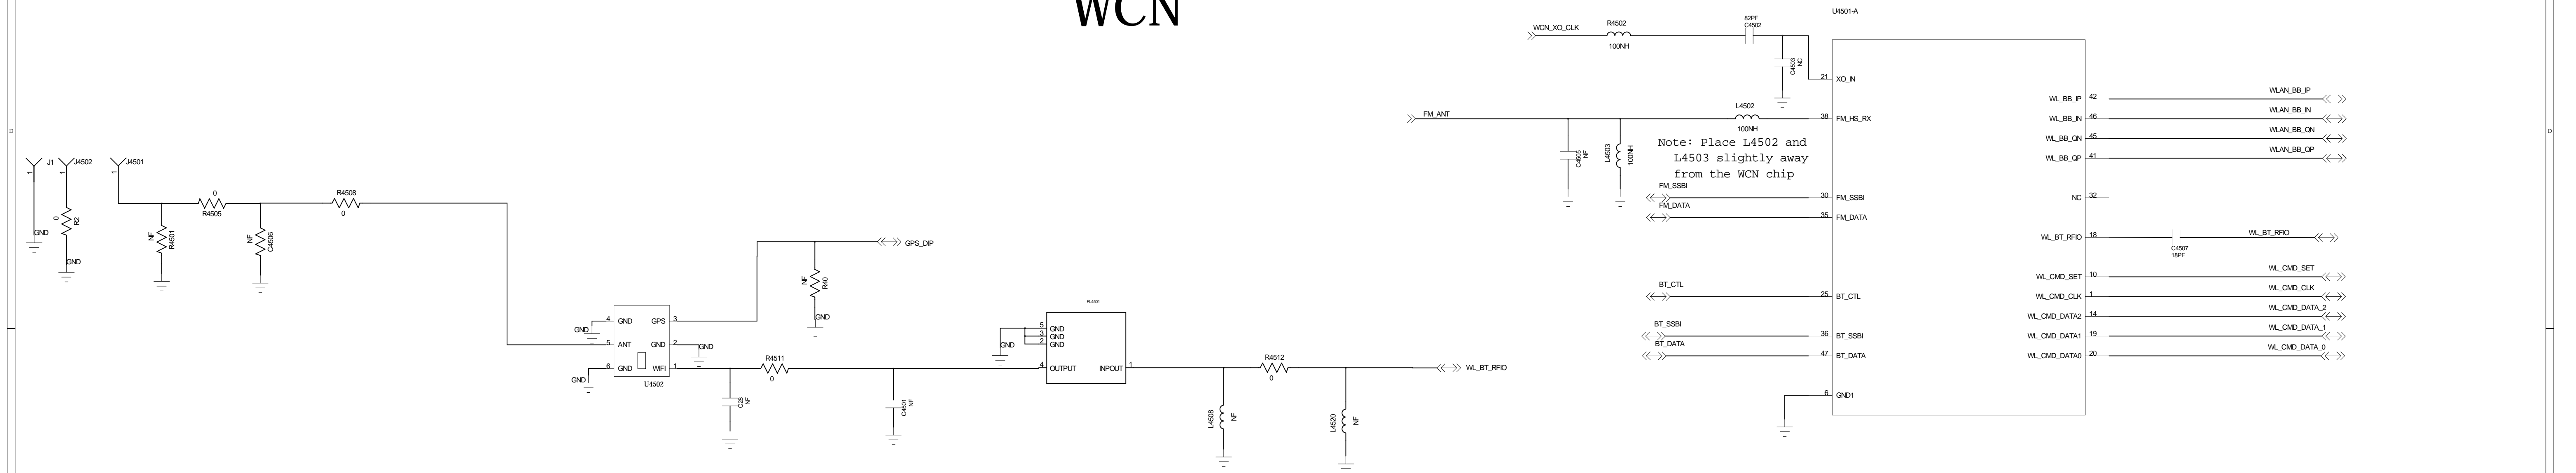 WCN
U4501-A
WCN_XO_CLK
R4502
100NH
82PF
C4502
C4503
NC
21
XO_IN
FM_ANT
L4502
100NH
38
FM_HS_RX
C4505
NF
L4503
100NH
Note: Place L4502 and
L4503 slightly away
from the WCN chip
FM_SSBI
30
FM_SSBI
FM_DATA
35
FM_DATA
BT_CTL
25
BT_CTL
BT_SSBI
36
BT_SSBI
BT_DATA
47
BT_DATA
6
GND1
WL_BB_IP
42
WLAN_BB_IP
WL_BB_IN
46
WLAN_BB_IN
WL_BB_QN
45
WLAN_BB_QN
WL_BB_QP
41
WLAN_BB_QP
NC
32
WL_BT_RFIO
18
C4507
18PF
WL_BT_RFIO
WL_CMD_SET
10
WL_CMD_SET
WL_CMD_CLK
1
WL_CMD_CLK
WL_CMD_DATA2
14
WL_CMD_DATA_2
WL_CMD_DATA1
19
WL_CMD_DATA_1
WL_CMD_DATA0
20
WL_CMD_DATA_0
D
D
J1
1
GND
J4502
1
0
R2
GND
J4501
1
NF
R4501
0
R4505
NF
C4506
R4508
0
GPS_DIP
NF
R40
GND
GND
4
GND
GPS
3
5
ANT
GND
2
GND
GND
6
GND
WIFI
1
U4502
C28
NF
R4511
0
C4501
NF
FL4501
GND
5
GND
3
GND
2
GND
4
OUTPUT
INPOUT
1
L4508
NF
R4512
0
L4520
NF
WL_BT_RFIO